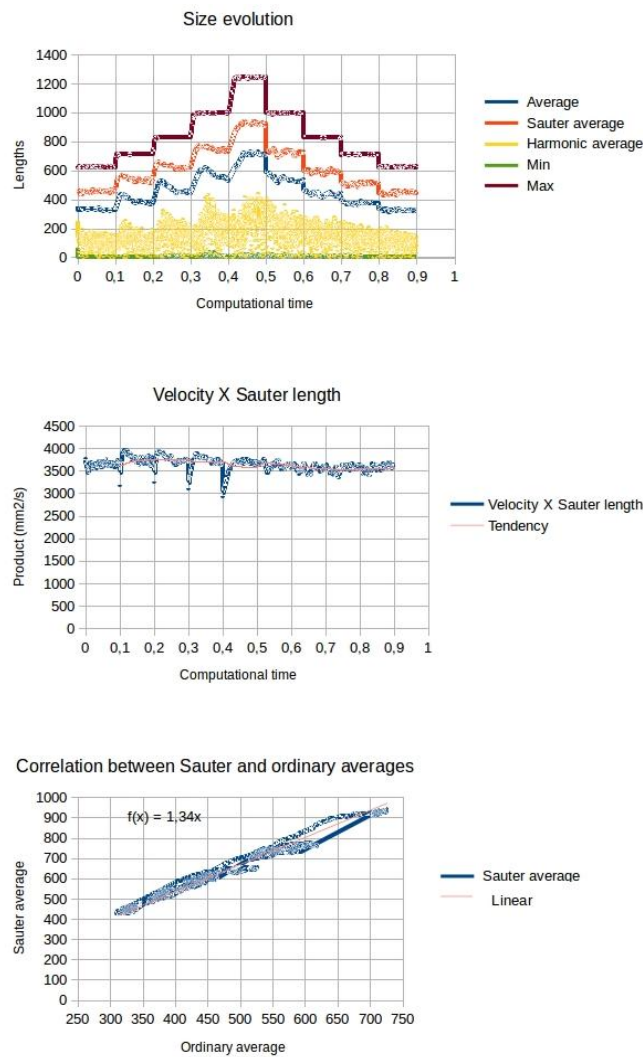 Size evolution
1400
1200
1000
800
600
400
200
0
Lengths
0 0,1 0,2 0,3 0,4 0,5 0,6 0,7 0,8 0,9 1
Computational time
Average
Sauter average
Harmonic average
Min
Max
Velocity X Sauter length
4500
4000
3500
3000
2500
2000
1500
1000
500
0
Product (mm2/s)
0 0,1 0,2 0,3 0,4 0,5 0,6 0,7 0,8 0,9 1
Computational time
Velocity X Sauter length
Tendency
Correlation between Sauter and ordinary averages
1000
900
800
700
600
500
400
300
200
100
0
Sauter average
f(x) = 1,34x
250 300 350 400 450 500 550 600 650 700 750
Ordinary average
Sauter average
Linear